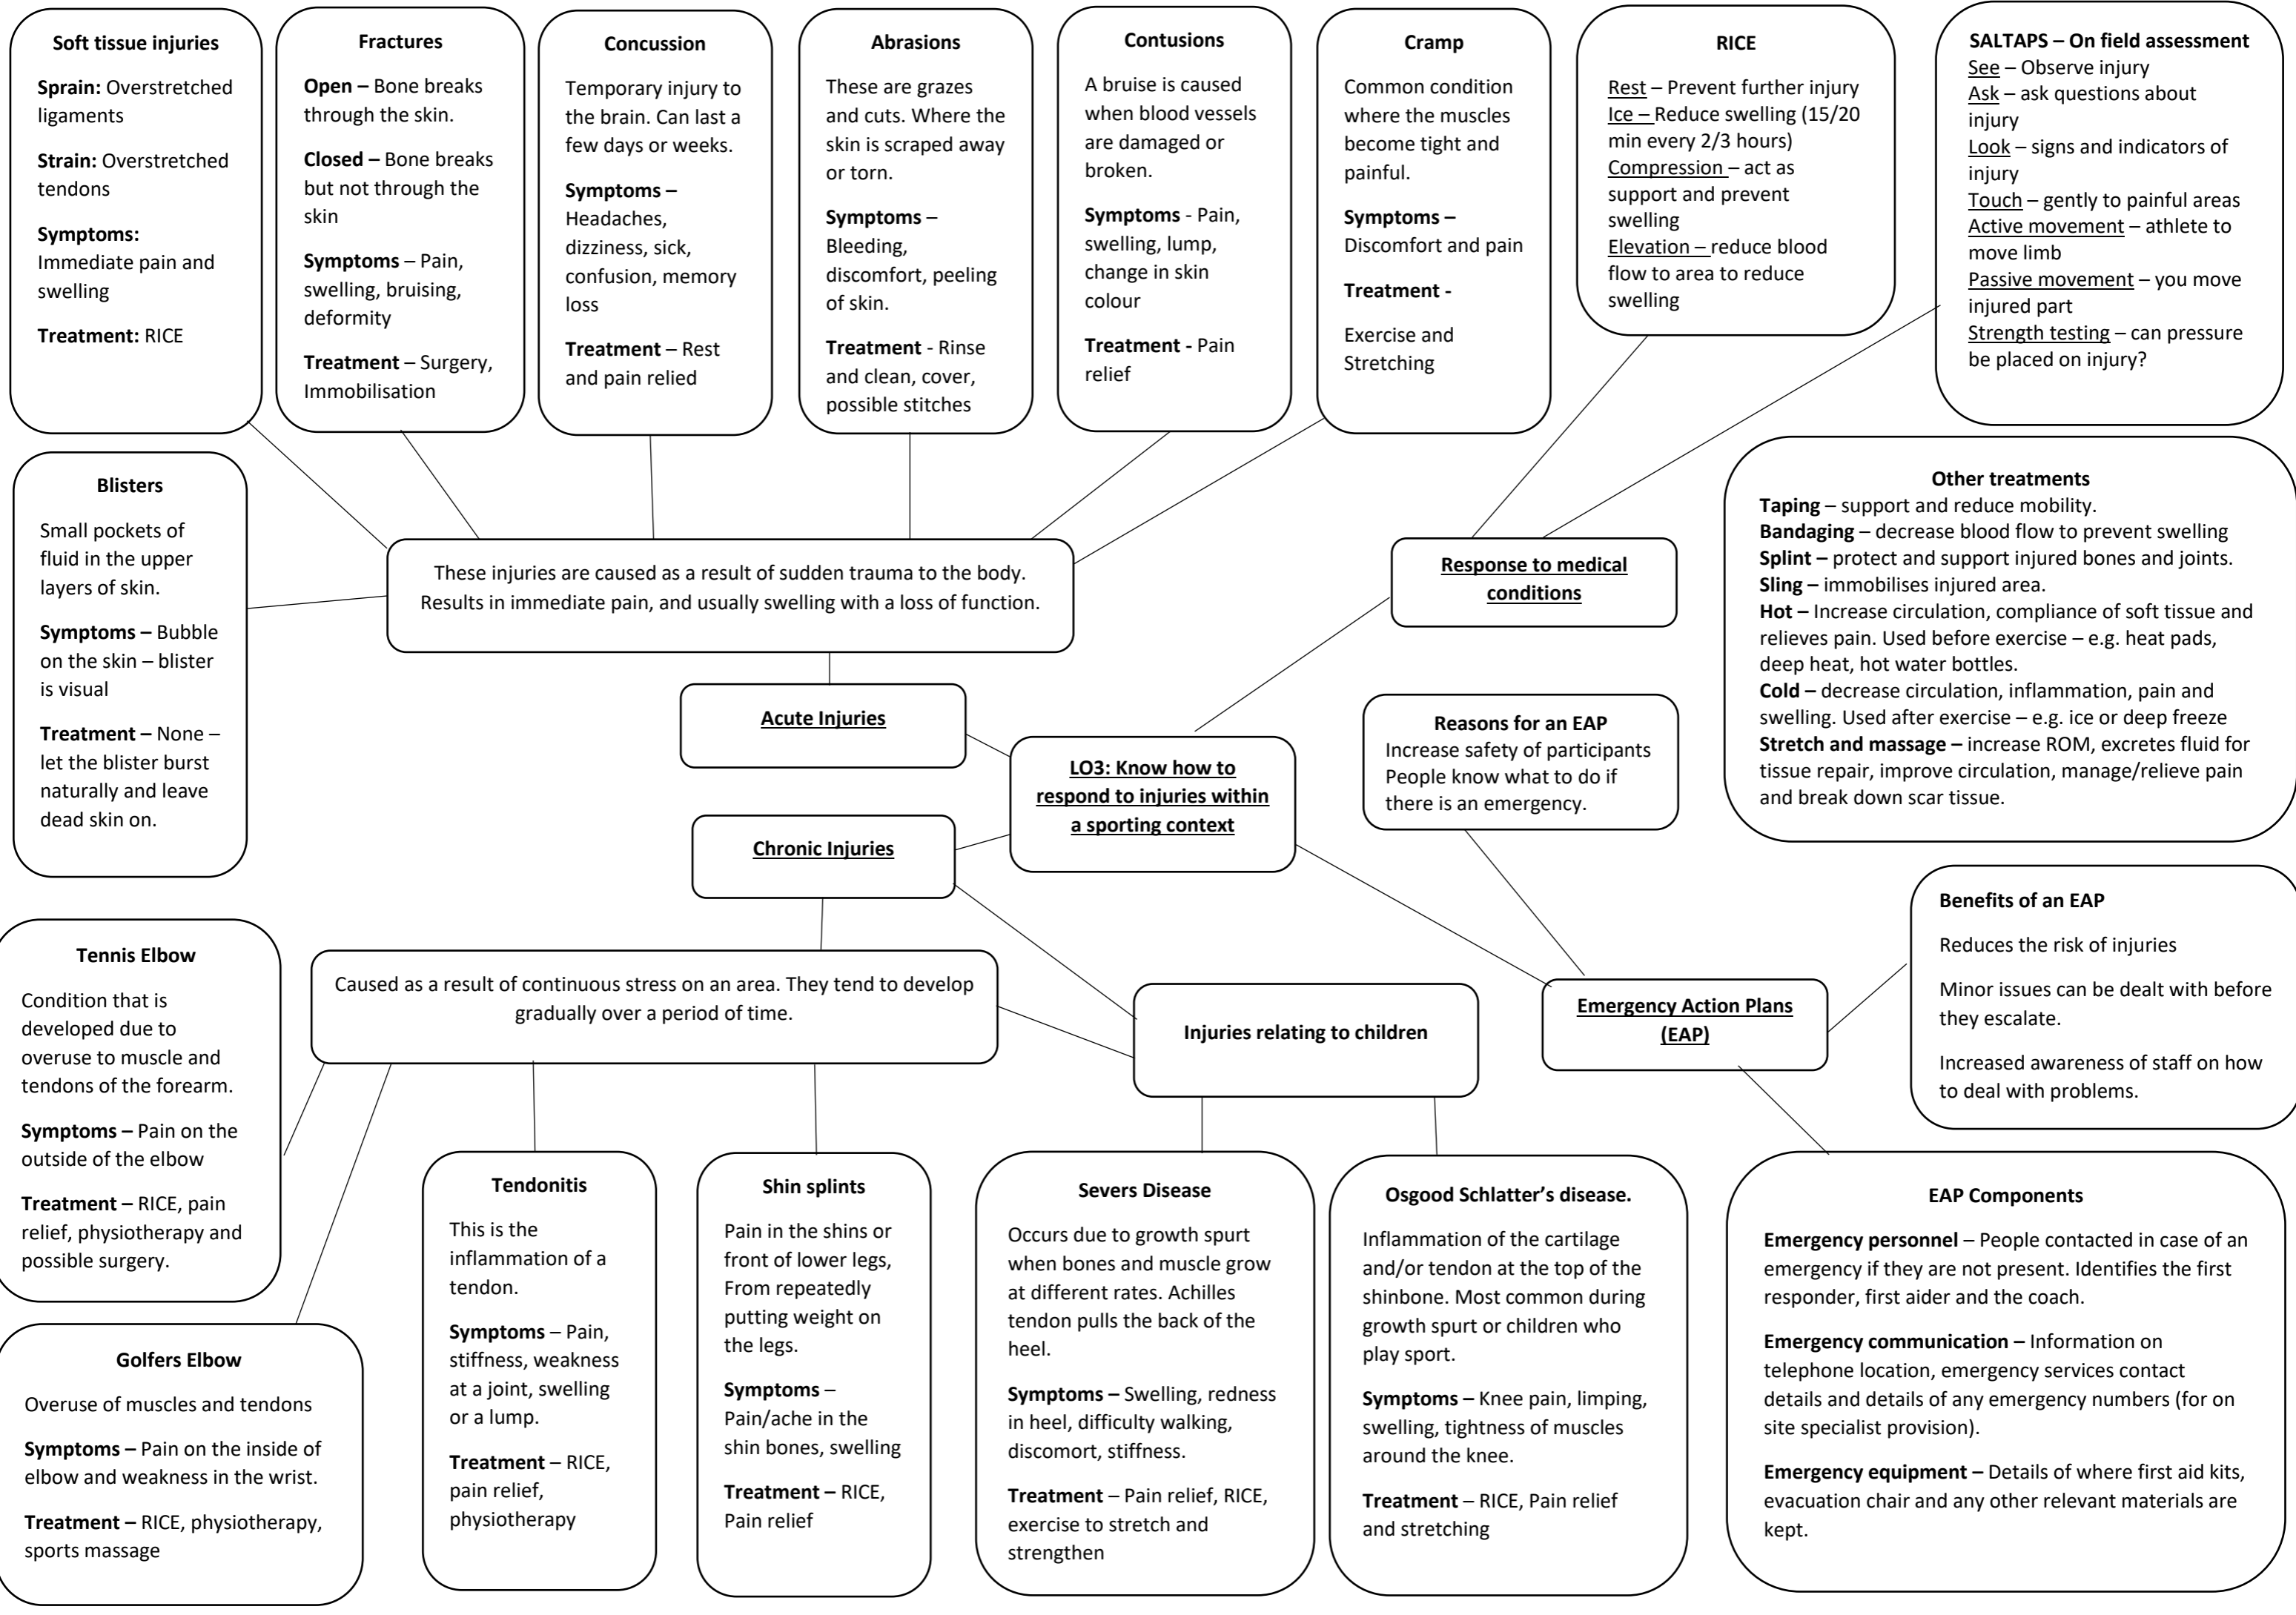 Soft tissue injuries
Sprain: Overstretched
ligaments
Strain: Overstretched
tendons
Symptoms:
Immediate pain and
swelling
Treatment: RICE
Fractures
Open – Bone breaks
through the skin.
Closed – Bone breaks
but not through the
skin
Symptoms – Pain,
swelling, bruising,
deformity
Treatment – Surgery,
Immobilisation
Concussion
Temporary injury to
the brain. Can last a
few days or weeks.
Symptoms –
Headaches,
dizziness, sick,
confusion, memory
loss
Treatment – Rest
and pain relied
Abrasions
These are grazes
and cuts. Where the
skin is scraped away
or torn.
Symptoms –
Bleeding,
discomfort, peeling
of skin.
Treatment - Rinse
and clean, cover,
possible stitches
Contusions
A bruise is caused
when blood vessels
are damaged or
broken.
Symptoms - Pain,
swelling, lump,
change in skin
colour
Treatment - Pain
relief
Cramp
Common condition
where the muscles
become tight and
painful.
Symptoms –
Discomfort and pain
Treatment -
Exercise and
Stretching
RICE
Rest – Prevent further injury
Ice – Reduce swelling (15/20
min every 2/3 hours)
Compression – act as
support and prevent
swelling
Elevation – reduce blood
flow to area to reduce
swelling
SALTAPS – On field assessment
See – Observe injury
Ask – ask questions about
injury
Look – signs and indicators of
injury
Touch – gently to painful areas
Active movement – athlete to
move limb
Passive movement – you move
injured part
Strength testing – can pressure
be placed on injury?
Blisters
Small pockets of
fluid in the upper
layers of skin.
Symptoms – Bubble
on the skin – blister
is visual
Treatment – None –
let the blister burst
naturally and leave
dead skin on.
These injuries are caused as a result of sudden trauma to the body.
Results in immediate pain, and usually swelling with a loss of function.
Response to medical
conditions
Other treatments
Taping – support and reduce mobility.
Bandaging – decrease blood flow to prevent swelling
Splint – protect and support injured bones and joints.
Sling – immobilises injured area.
Hot – Increase circulation, compliance of soft tissue and
relieves pain. Used before exercise – e.g. heat pads,
deep heat, hot water bottles.
Cold – decrease circulation, inflammation, pain and
swelling. Used after exercise – e.g. ice or deep freeze
Stretch and massage – increase ROM, excretes fluid for
tissue repair, improve circulation, manage/relieve pain
and break down scar tissue.
Acute Injuries
LO3: Know how to
respond to injuries within
a sporting context
Reasons for an EAP
Increase safety of participants
People know what to do if
there is an emergency.
Chronic Injuries
Benefits of an EAP
Reduces the risk of injuries
Minor issues can be dealt with before
they escalate.
Increased awareness of staff on how
to deal with problems.
Tennis Elbow
Condition that is
developed due to
overuse to muscle and
tendons of the forearm.
Symptoms – Pain on the
outside of the elbow
Treatment – RICE, pain
relief, physiotherapy and
possible surgery.
Caused as a result of continuous stress on an area. They tend to develop
gradually over a period of time.
Injuries relating to children
Emergency Action Plans
(EAP)
Golfers Elbow
Overuse of muscles and tendons
Symptoms – Pain on the inside of
elbow and weakness in the wrist.
Treatment – RICE, physiotherapy,
sports massage
Tendonitis
This is the
inflammation of a
tendon.
Symptoms – Pain,
stiffness, weakness
at a joint, swelling
or a lump.
Treatment – RICE,
pain relief,
physiotherapy
Shin splints
Pain in the shins or
front of lower legs,
From repeatedly
putting weight on
the legs.
Symptoms –
Pain/ache in the
shin bones, swelling
Treatment – RICE,
Pain relief
Severs Disease
Occurs due to growth spurt
when bones and muscle grow
at different rates. Achilles
tendon pulls the back of the
heel.
Symptoms – Swelling, redness
in heel, difficulty walking,
discomort, stiffness.
Treatment – Pain relief, RICE,
exercise to stretch and
strengthen
Osgood Schlatter’s disease.
Inflammation of the cartilage
and/or tendon at the top of the
shinbone. Most common during
growth spurt or children who
play sport.
Symptoms – Knee pain, limping,
swelling, tightness of muscles
around the knee.
Treatment – RICE, Pain relief
and stretching
EAP Components
Emergency personnel – People contacted in case of an
emergency if they are not present. Identifies the first
responder, first aider and the coach.
Emergency communication – Information on
telephone location, emergency services contact
details and details of any emergency numbers (for on
site specialist provision).
Emergency equipment – Details of where first aid kits,
evacuation chair and any other relevant materials are
kept.